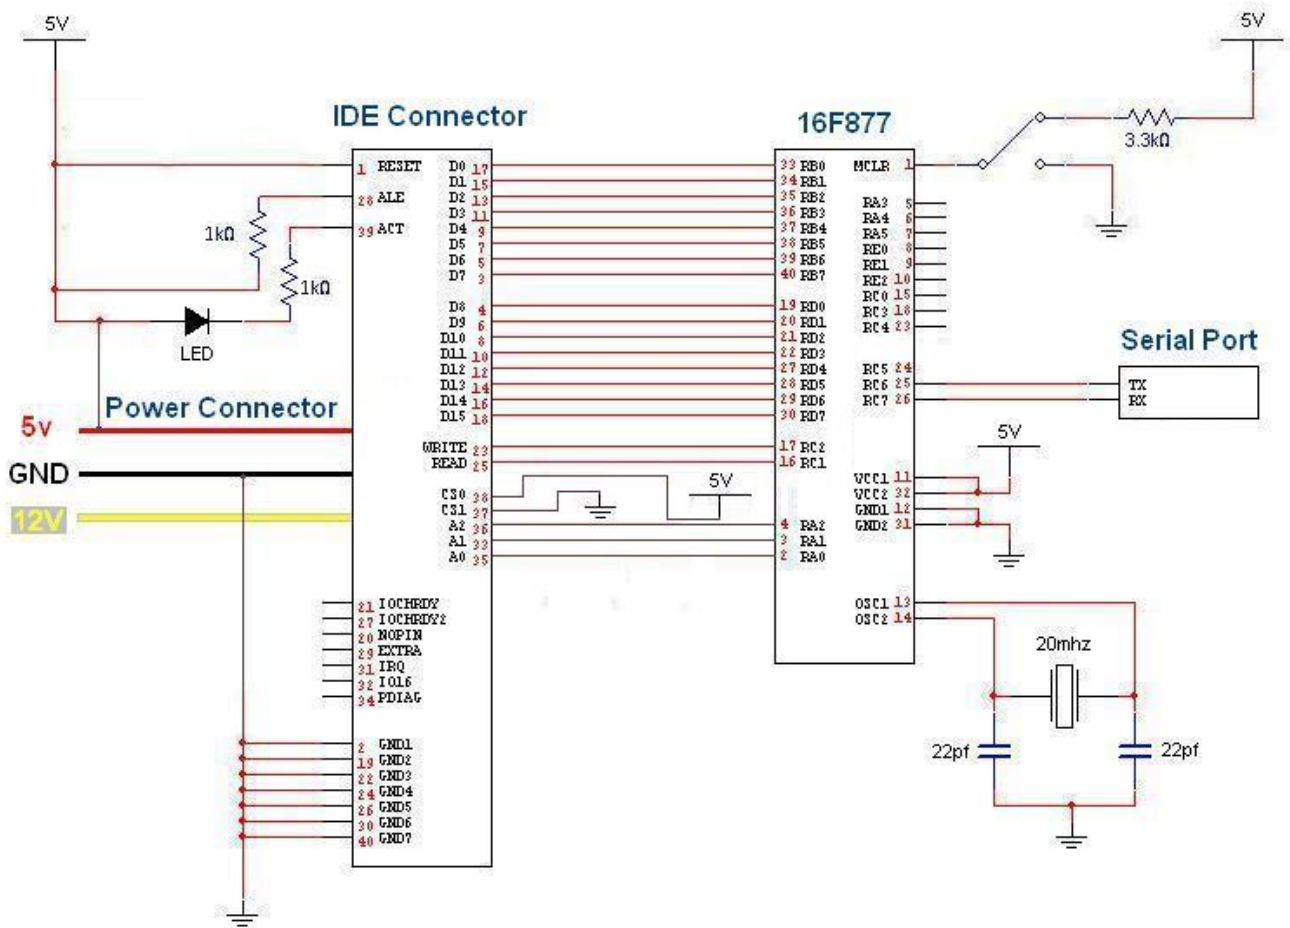 5V
5V
IDE Connector
16F877
3.3kΩ
1 RESET
28 ALE
39 ACT
1kΩ
1kΩ
LED
D0 17
D1 15
D2 13
D3 11
D4 9
D5 7
D6 5
D7 3
D8 4
D9 6
D10 8
D11 10
D12 12
D13 14
D14 16
D15 18
WRITE 23
READ 25
CS0 38
CS1 37
A2 36
A1 33
A0 35
5V
33 RB0
34 RB1
35 RB2
36 RB3
37 RB4
38 RB5
39 RB6
40 RB7
19 RD0
20 RD1
21 RD2
22 RD3
27 RD4
28 RD5
29 RD6
30 RD7
17 RC2
16 RC1
4 RA2
3 RA1
2 RA0
MCLR 1
RA3 5
RA4 6
RA5 7
RE0 8
RE1 9
RE2 10
RC0 15
RC3 18
RC4 23
RC5 24
RC6 25
RC7 26
Serial Port
TX
RX
5V
VCC1 11
VCC2 32
GND1 12
GND2 31
OSC1 13
OSC2 14
20mhz
22pf
22pf
Power Connector
5v
GND
12V
21 IOCHRDY
27 IOCHRDY2
20 NOPIN
29 EXTRA
31 IRQ
32 IO16
34 PDIAG
2 GND1
19 GND2
22 GND3
24 GND4
26 GND5
30 GND6
40 GND7